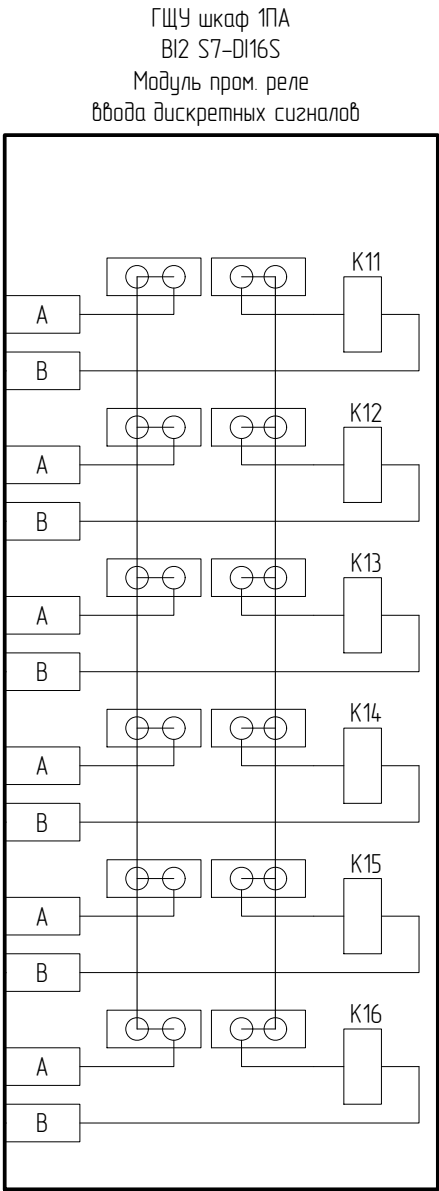 ГЩУ шкаф 1ПА
BI2 S7-DI16S
Модуль пром. реле
ввода дискретных сигналов
K11
A
B
K12
A
B
K13
A
B
K14
A
B
K15
A
B
K16
A
B